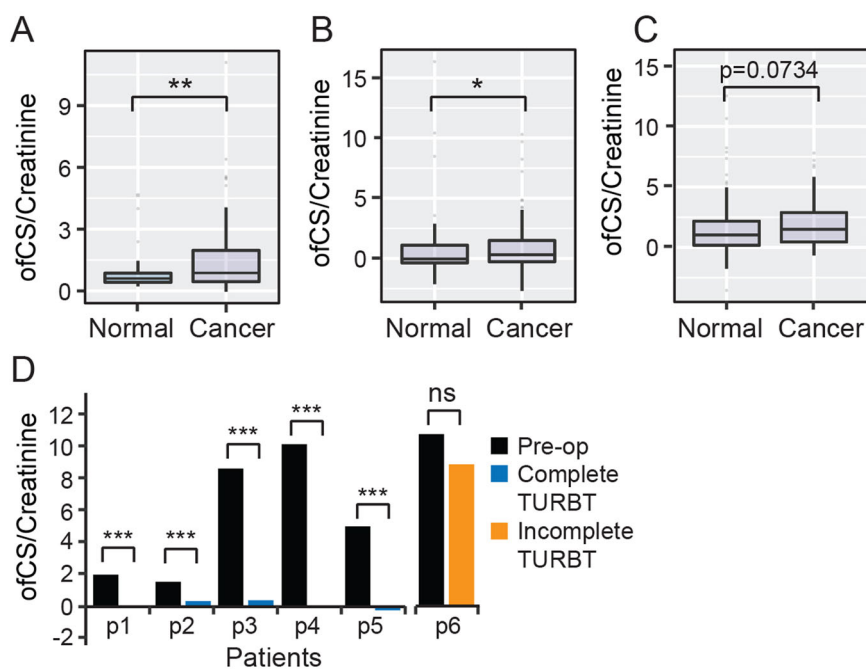 A
ofCS/Creatinine
9
6
3
0
**
Normal Cancer
B
ofCS/Creatinine
15
10
5
0
*
Normal Cancer
C
ofCS/Creatinine
15
10
5
0
p=0.0734
Normal Cancer
D
ofCS/Creatinine
12
10
8
6
4
2
0
-2
***
***
***
***
***
ns
p1 p2 p3 p4 p5 p6
Patients
Pre-op
Complete
TURBT
Incomplete
TURBT